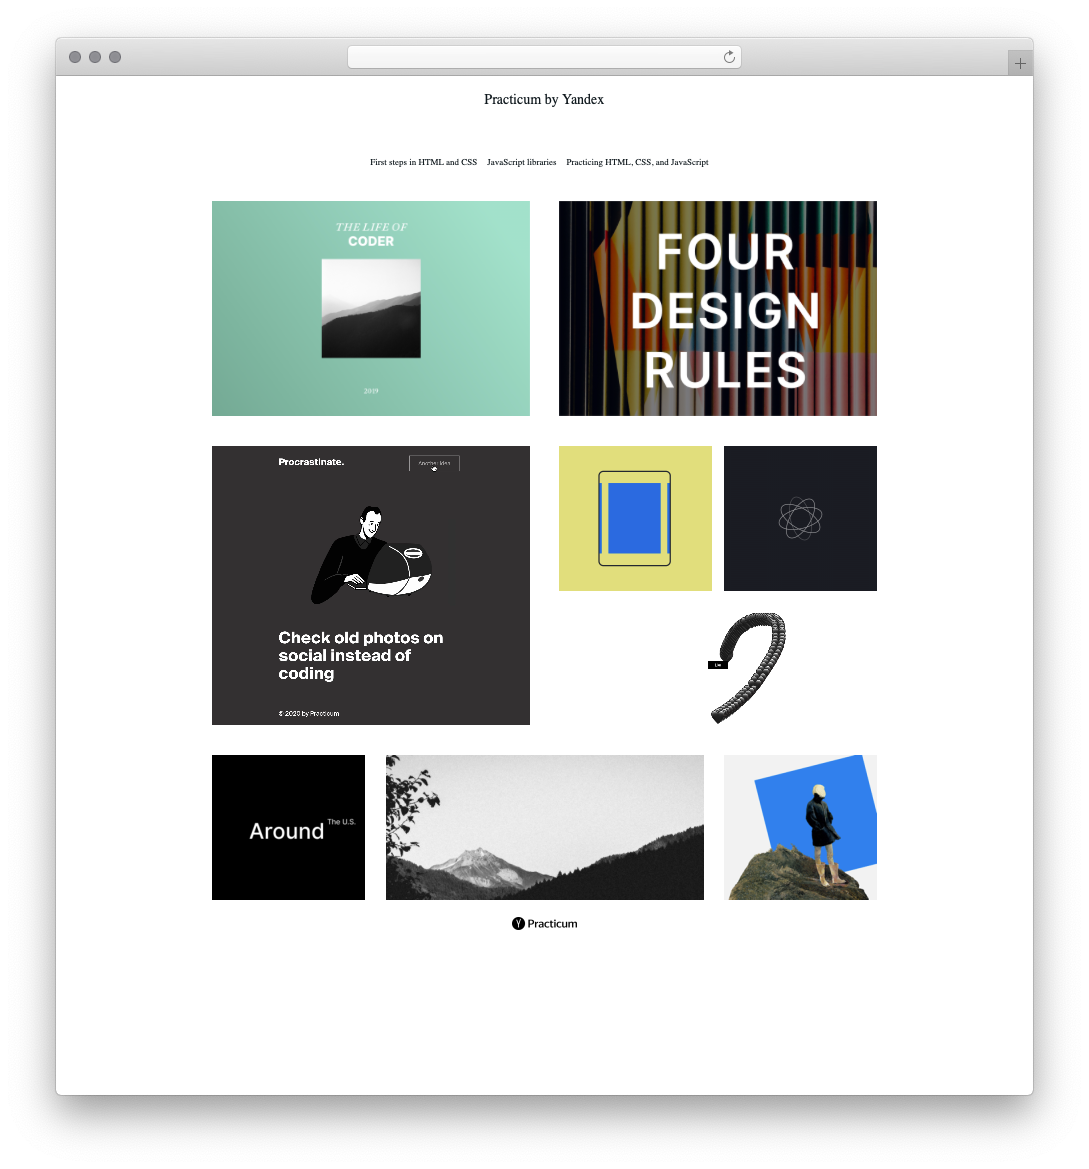 Practicum by Yandex
First steps in HTML and CSS JavaScript libraries Practicing HTML, CSS, and JavaScript
THE LIFE OF
CODER
2019
FOUR
DESIGN
RULES
Procrastinate.
Another idea
Check old photos on
social instead of
coding
© 2020 by Practicum
Around The U.S.
Practicum